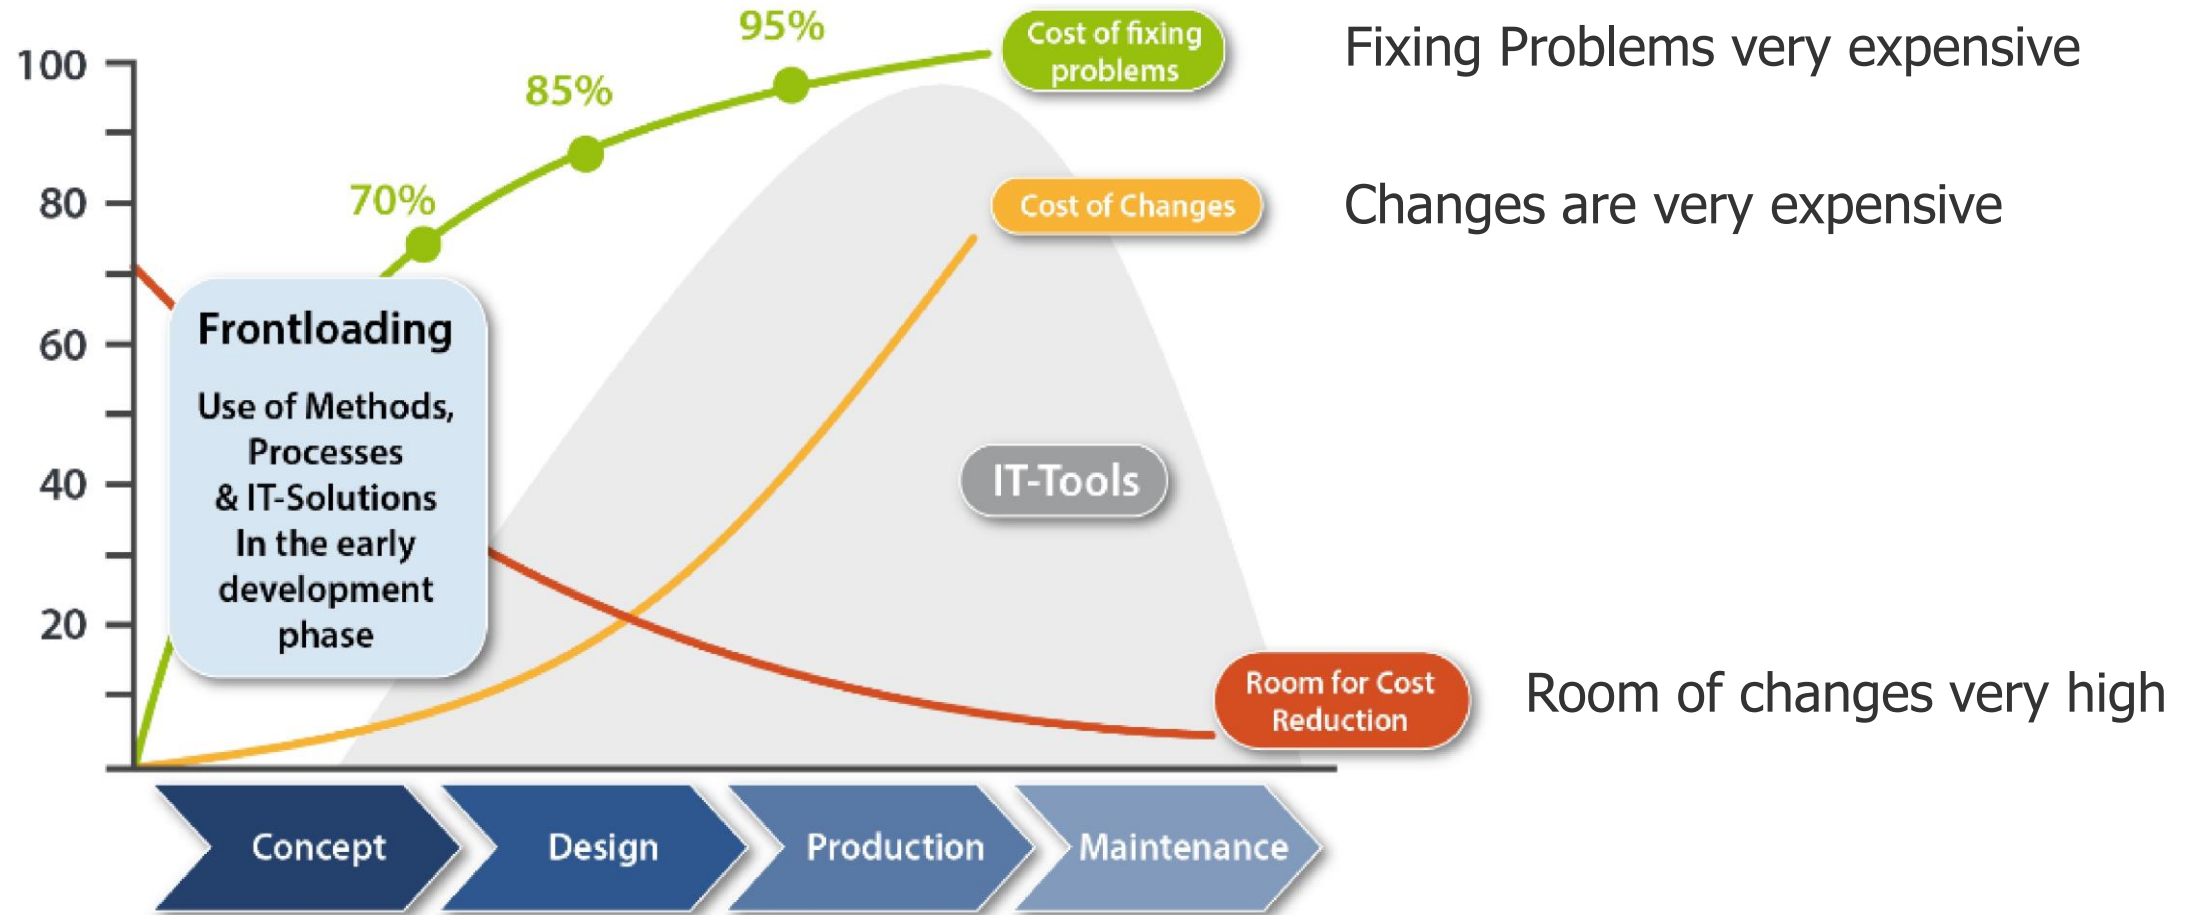 95%
Cost of fixing
problems
Fixing Problems very expensive
100
85%
70%
80
Cost of Changes
Changes are very expensive
Frontloading
60
Use of Methods,
Processes
& IT-Solutions
In the early
development
phase
40
IT-Tools
20
Room for Cost
Reduction
Room of changes very high
Concept
Design
Production
Maintenance